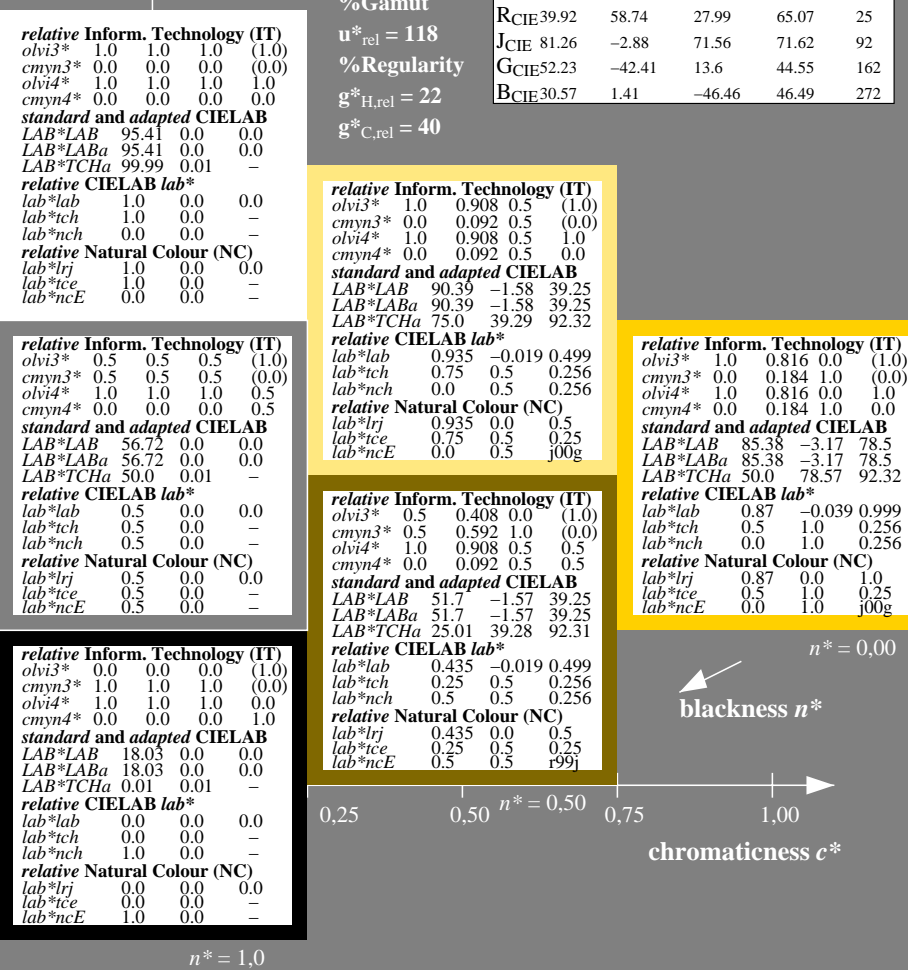 %Gamut
u*rel = 118
%Regularity
g*H,rel = 22
g*C,rel = 40
RCIE 39.92 58.74 27.99 65.07 25
JCIE 81.26 −2.88 71.56 71.62 92
GCIE 52.23 −42.41 13.6 44.55 162
BCIE 30.57 1.41 −46.46 46.49 272
relative Inform. Technology (IT)
olvi3* 1.0 1.0 1.0 (1.0)
cmyn3* 0.0 0.0 0.0 (0.0)
olvi4* 1.0 1.0 1.0 1.0
cmyn4* 0.0 0.0 0.0 0.0
standard and adapted CIELAB
LAB*LAB 95.41 0.0 0.0
LAB*LABa 95.41 0.0 0.0
LAB*TCHa 99.99 0.01 –
relative CIELAB lab*
lab*lab 1.0 0.0 0.0
lab*tch 1.0 0.0 –
lab*nch 0.0 0.0 –
relative Natural Colour (NC)
lab*lrj 1.0 0.0 0.0
lab*tce 1.0 0.0 –
lab*ncE 0.0 0.0 –
relative Inform. Technology (IT)
olvi3* 1.0 0.908 0.5 (1.0)
cmyn3* 0.0 0.092 0.5 (0.0)
olvi4* 1.0 0.908 0.5 1.0
cmyn4* 0.0 0.092 0.5 0.0
standard and adapted CIELAB
LAB*LAB 90.39 −1.58 39.25
LAB*LABa 90.39 −1.58 39.25
LAB*TCHa 75.0 39.29 92.32
relative CIELAB lab*
lab*lab 0.935 −0.019 0.499
lab*tch 0.75 0.5 0.256
lab*nch 0.0 0.5 0.256
relative Natural Colour (NC)
lab*lrj 0.935 0.0 0.5
lab*tce 0.75 0.5 0.25
lab*ncE 0.0 0.5 j00g
relative Inform. Technology (IT)
olvi3* 0.5 0.5 0.5 (1.0)
cmyn3* 0.5 0.5 0.5 (0.0)
olvi4* 1.0 1.0 1.0 0.5
cmyn4* 0.0 0.0 0.0 0.5
standard and adapted CIELAB
LAB*LAB 56.72 0.0 0.0
LAB*LABa 56.72 0.0 0.0
LAB*TCHa 50.0 0.01 –
relative CIELAB lab*
lab*lab 0.5 0.0 0.0
lab*tch 0.5 0.0 –
lab*nch 0.5 0.0 –
relative Natural Colour (NC)
lab*lrj 0.5 0.0 0.0
lab*tce 0.5 0.0 –
lab*ncE 0.5 0.0 –
relative Inform. Technology (IT)
olvi3* 1.0 0.816 0.0 (1.0)
cmyn3* 0.0 0.184 1.0 (0.0)
olvi4* 1.0 0.816 0.0 1.0
cmyn4* 0.0 0.184 1.0 0.0
standard and adapted CIELAB
LAB*LAB 85.38 −3.17 78.5
LAB*LABa 85.38 −3.17 78.5
LAB*TCHa 50.0 78.57 92.32
relative CIELAB lab*
lab*lab 0.87 −0.039 0.999
lab*tch 0.5 1.0 0.256
lab*nch 0.0 1.0 0.256
relative Natural Colour (NC)
lab*lrj 0.87 0.0 1.0
lab*tce 0.5 1.0 0.25
lab*ncE 0.0 1.0 j00g
relative Inform. Technology (IT)
olvi3* 0.5 0.408 0.0 (1.0)
cmyn3* 0.5 0.592 1.0 (0.0)
olvi4* 1.0 0.908 0.5 0.5
cmyn4* 0.0 0.092 0.5 0.5
standard and adapted CIELAB
LAB*LAB 51.7 −1.57 39.25
LAB*LABa 51.7 −1.57 39.25
LAB*TCHa 25.01 39.28 92.31
relative CIELAB lab*
lab*lab 0.435 −0.019 0.499
lab*tch 0.25 0.5 0.256
lab*nch 0.5 0.5 0.256
relative Natural Colour (NC)
lab*lrj 0.435 0.0 0.5
lab*tce 0.25 0.5 0.25
lab*ncE 0.5 0.5 r99j
relative Inform. Technology (IT)
olvi3* 0.0 0.0 0.0 (1.0)
cmyn3* 1.0 1.0 1.0 (0.0)
olvi4* 1.0 1.0 1.0 0.0
cmyn4* 0.0 0.0 0.0 1.0
standard and adapted CIELAB
LAB*LAB 18.03 0.0 0.0
LAB*LABa 18.03 0.0 0.0
LAB*TCHa 0.01 0.01 –
relative CIELAB lab*
lab*lab 0.0 0.0 0.0
lab*tch 0.0 0.0 –
lab*nch 1.0 0.0 –
relative Natural Colour (NC)
lab*lrj 0.0 0.0 0.0
lab*tce 0.0 0.0 –
lab*ncE 1.0 0.0 –
n* = 0,00
blackness n*
0,25 0,50 n* = 0,50 0,75 1,00
chromaticness c*
n* = 1,0